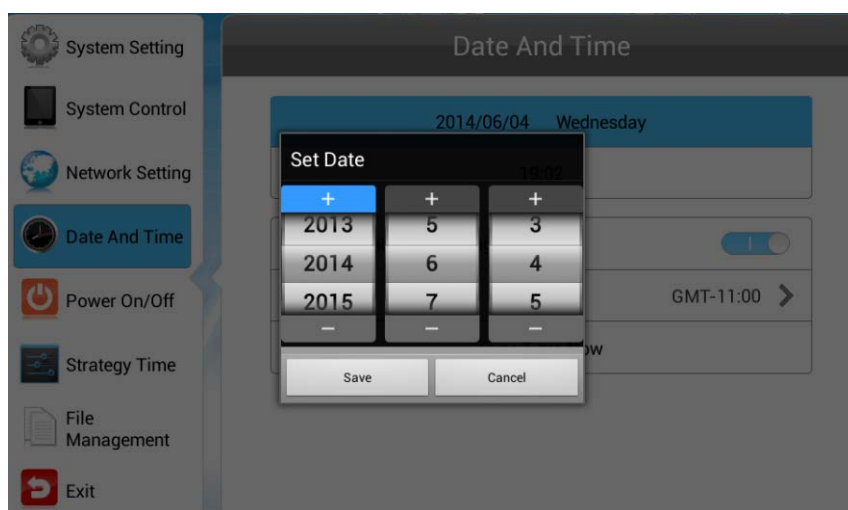 System Setting
System Control
Network Setting
Date And Time
Power On/Off
Strategy Time
File
Management
Exit
Date And Time
2014/06/04 Wednesday
Set Date
+ + +
2013 5 3
2014 6 4
2015 7 5
− − −
GMT-11:00
Save Cancel